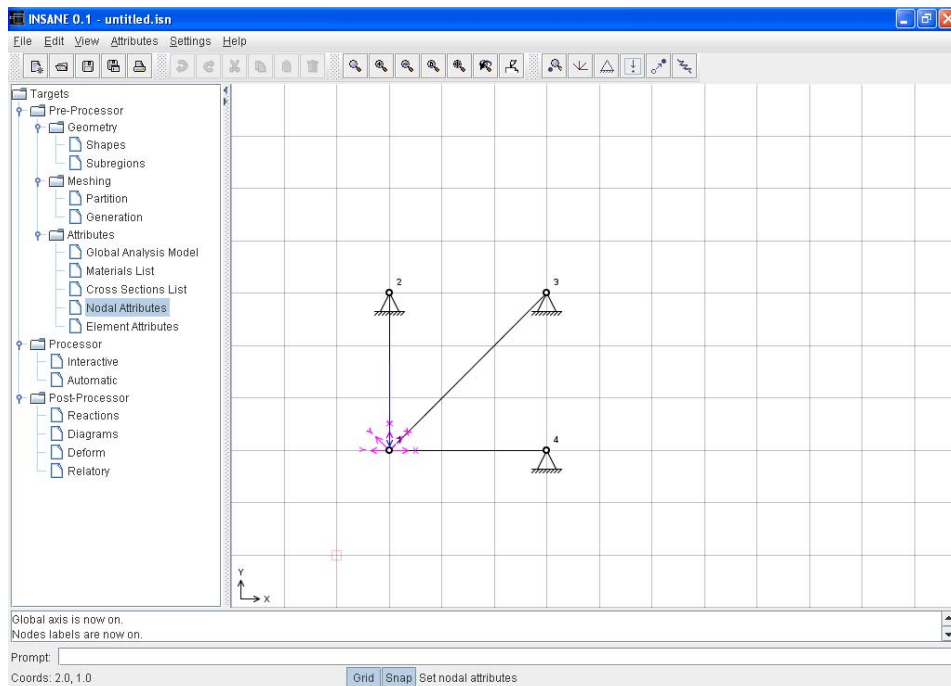 INSANE 0.1 - untitled.isn
File Edit View Attributes Settings Help
Targets
Pre-Processor
Geometry
Shapes
Subregions
Meshing
Partition
Generation
Attributes
Global Analysis Model
Materials List
Cross Sections List
Nodal Attributes
Element Attributes
Processor
Interactive
Automatic
Post-Processor
Reactions
Diagrams
Deform
Relatory
2
3
1
4
Y
X
Global axis is now on.
Nodes labels are now on.
Prompt:
Coords: 2.0, 1.0 Grid Snap Set nodal attributes